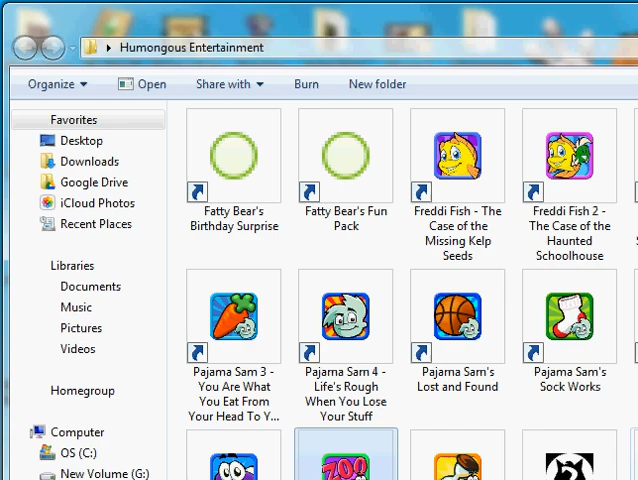 Humongous Entertainment
Organize Open Share with Burn New folder
Favorites
Desktop
Downloads
Google Drive
iCloud Photos
Recent Places
Libraries
Documents
Music
Pictures
Videos
Homegroup
Computer
OS (C:)
New Volume (G:)
Fatty Bear's
Birthday Surprise
Fatty Bear's Fun
Pack
Freddi Fish - The
Case of the
Missing Kelp
Seeds
Freddi Fish 2 -
The Case of the
Haunted
Schoolhouse
Pajama Sam 3 -
You Are What
You Eat From
Your Head To Y...
Pajama Sam 4 -
Life's Rough
When You Lose
Your Stuff
Pajama Sam's
Lost and Found
Pajama Sam's
Sock Works
ZOO